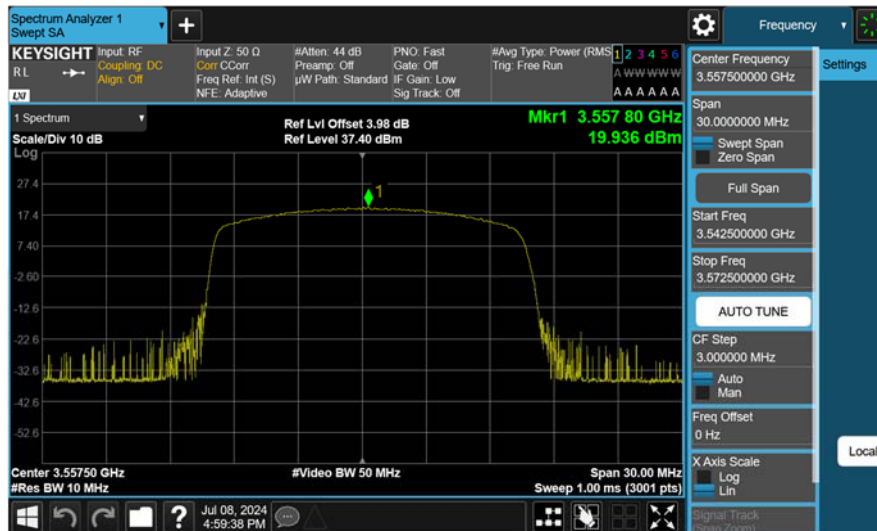 Spectrum Analyzer 1
Swept SA
Frequency
KEYSIGHT
RL
LXI
Input: RF
Coupling: DC
Align: Off
Input Z: 50 Ω
Corr CCorr
Freq Ref: Int (S)
NFE: Adaptive
#Atten: 44 dB
Preamp: Off
µW Path: Standard
PNO: Fast
Gate: Off
IF Gain: Low
Sig Track: Off
#Avg Type: Power (RMS
Trig: Free Run
1 2 3 4 5 6
A W W W W W
A A A A A A
Center Frequency
3.557500000 GHz
Settings
1 Spectrum
Scale/Div 10 dB
Log
Ref Lvl Offset 3.98 dB
Ref Level 37.40 dBm
Mkr1 3.557 80 GHz
19.936 dBm
1
27.4
17.4
7.40
-2.60
-12.6
-22.6
-32.6
-42.6
-52.6
Center 3.55750 GHz
#Res BW 10 MHz
#Video BW 50 MHz
Span 30.00 MHz
Sweep 1.00 ms (3001 pts)
Span
30.0000000 MHz
Swept Span
Zero Span
Full Span
Start Freq
3.542500000 GHz
Stop Freq
3.572500000 GHz
AUTO TUNE
CF Step
3.000000 MHz
Auto
Man
Freq Offset
0 Hz
X Axis Scale
Log
Lin
Signal Track
(Span Zoom)
Local
Jul 08, 2024
4:59:38 PM